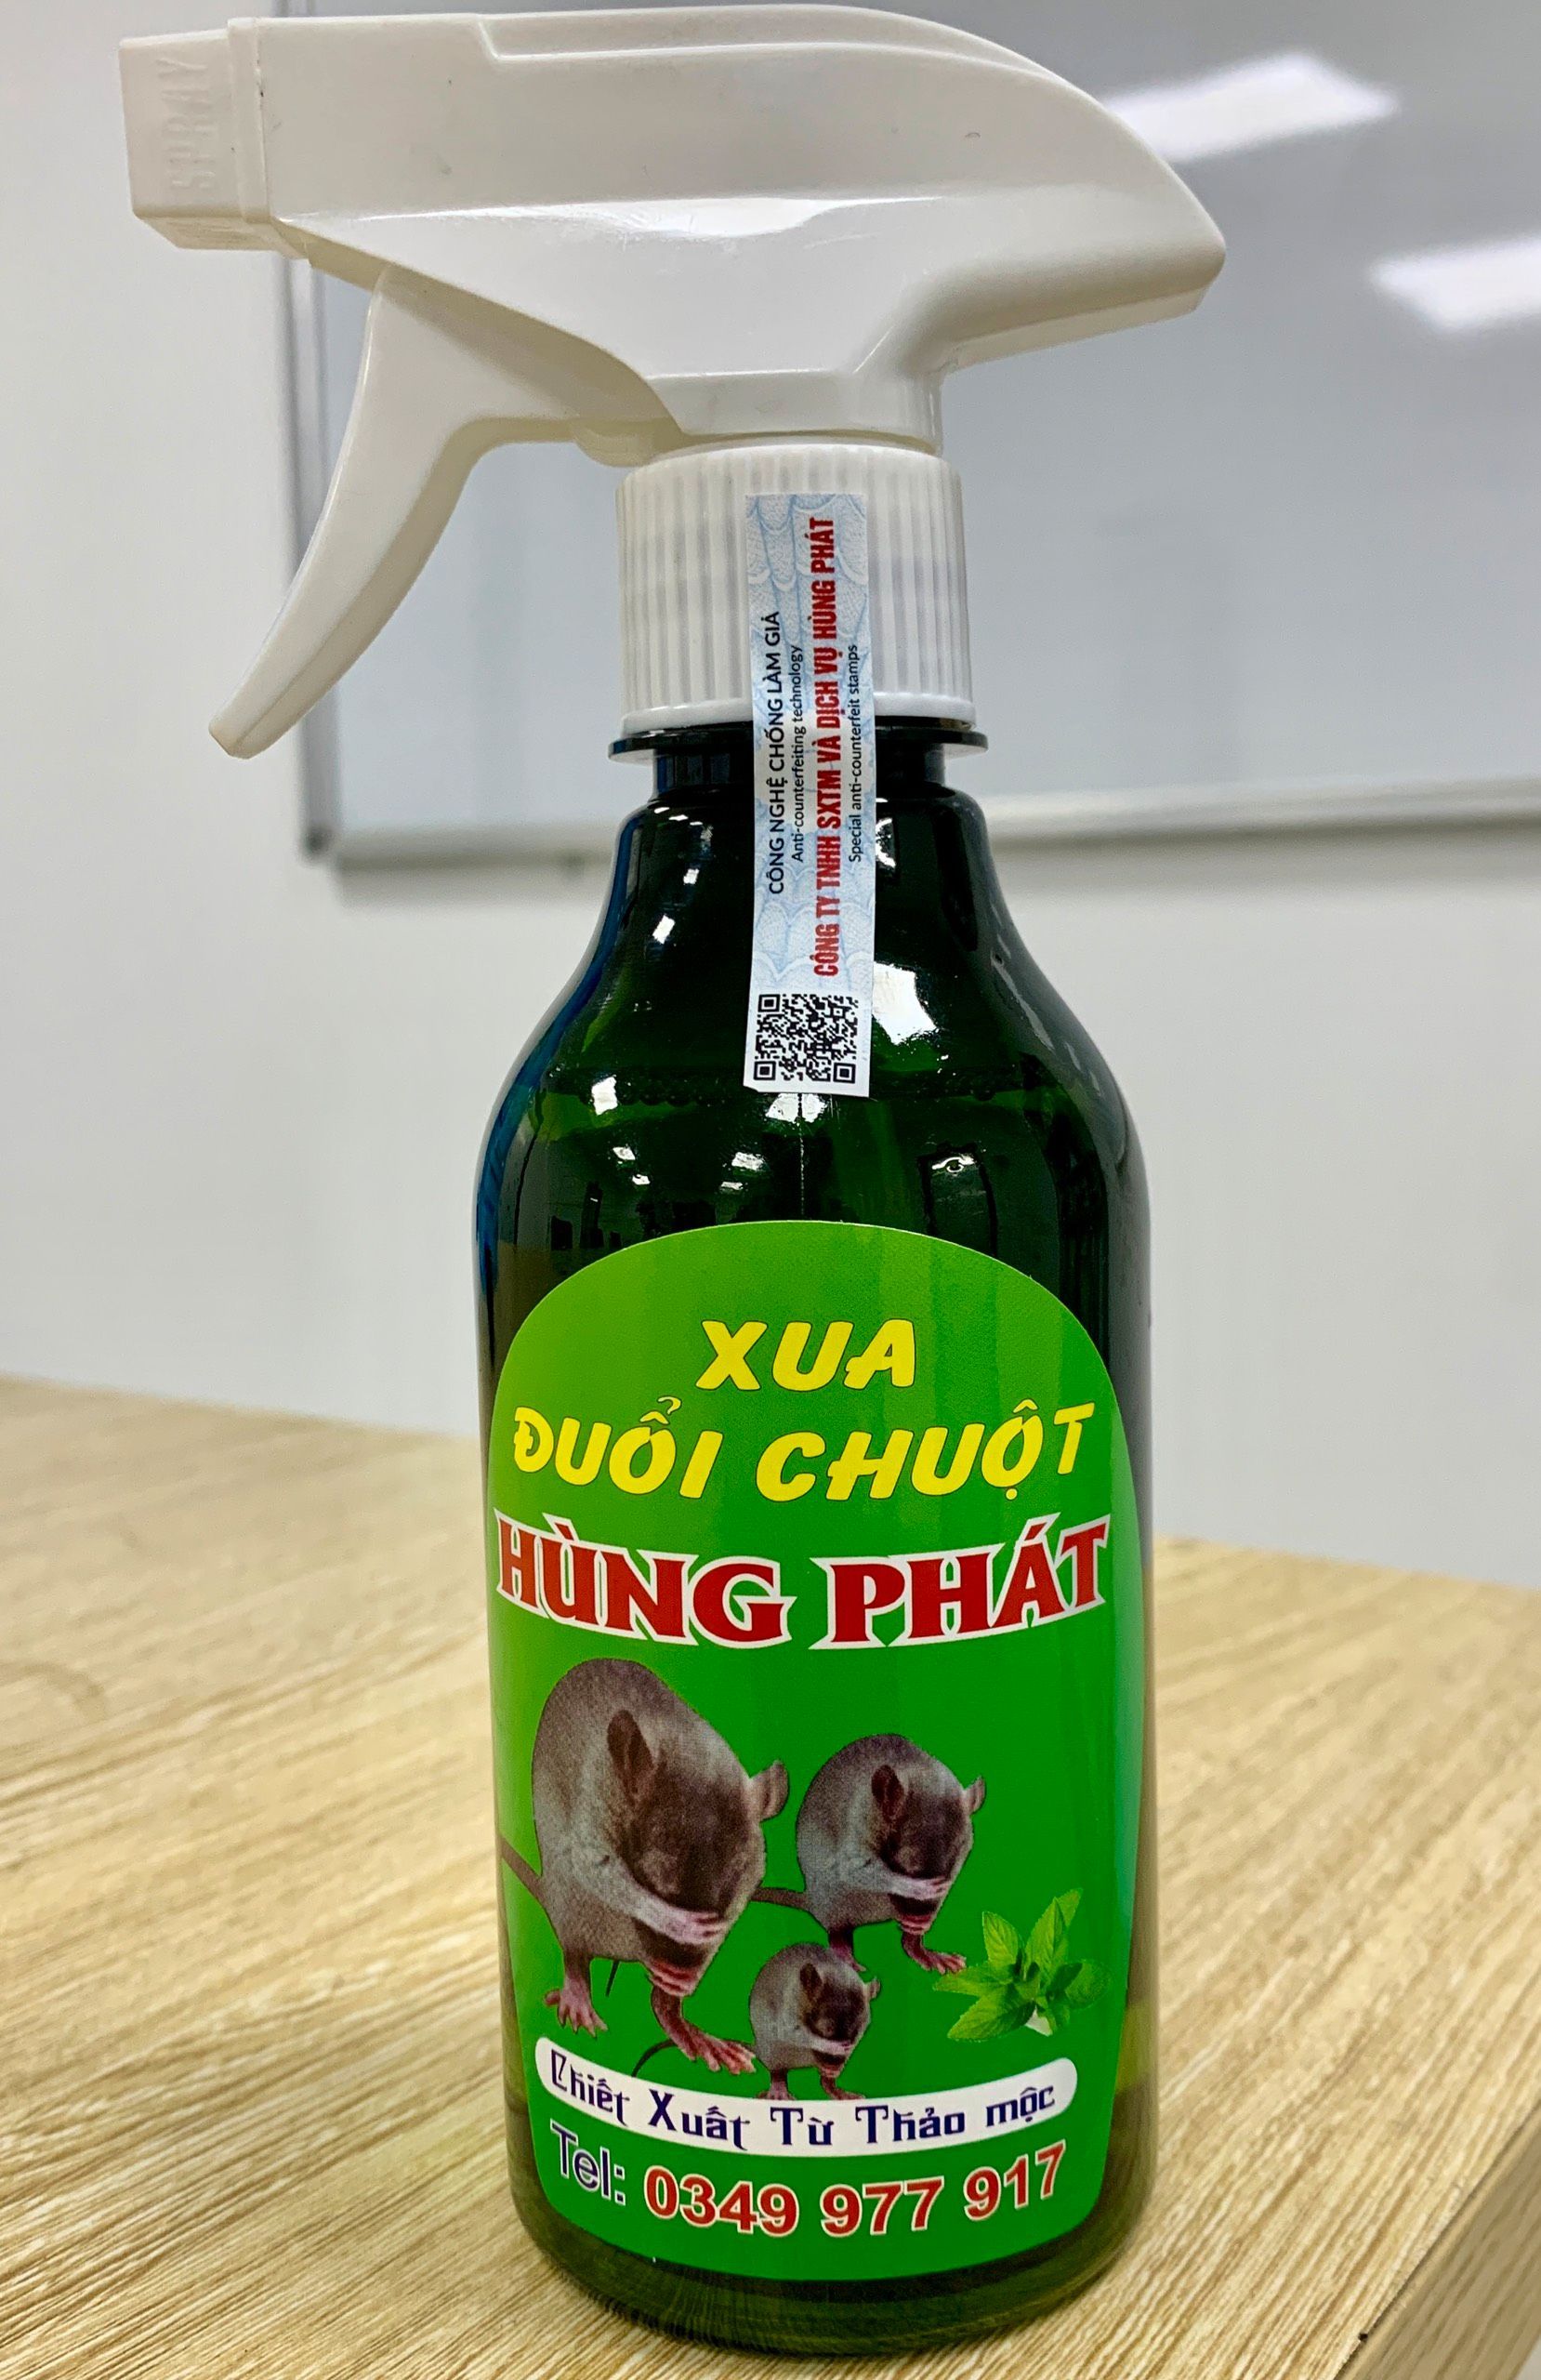 SPRAY
CÔNG NGHỆ CHỐNG LÀM GIẢ
Anti-counterfeiting technology
CÔNG TY TNHH SXTM VÀ DỊCH VỤ HÙNG PHÁT
Special anti-counterfeit stamps
XUA
ĐUỔI CHUỘT
HÙNG PHÁT
Chiết Xuất Từ Thảo mộc
Tel: 0349 977 917